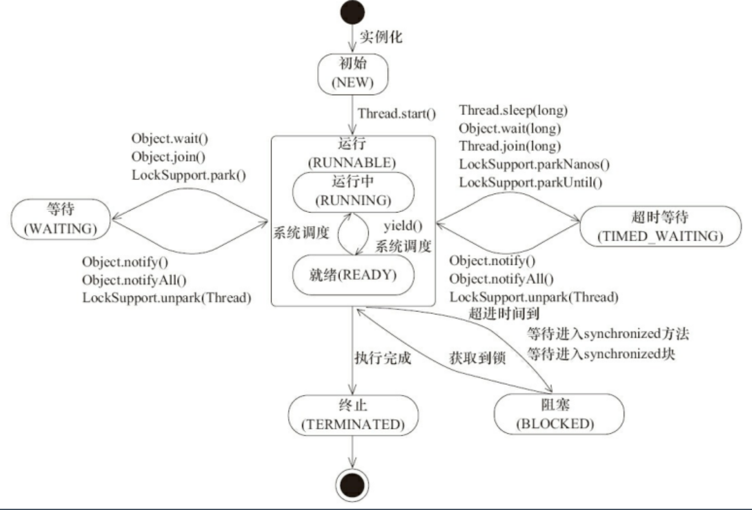 实例化
初始
(NEW)
Thread.start()
Object.wait()
Object.join()
LockSupport.park()
运行
(RUNNABLE)
运行中
(RUNNING)
系统调度
yield()
系统调度
就绪(READY)
Thread.sleep(long)
Object.wait(long)
Thread.join(long)
LockSupport.parkNanos()
LockSupport.parkUntil()
等待
(WAITING)
超时等待
(TIMED_WAITING)
Object.notify()
Object.notifyAll()
LockSupport.unpark(Thread)
Object.notify()
Object.notifyAll()
LockSupport.unpark(Thread)
超进时间到
等待进入synchronized方法
等待进入synchronized块
执行完成
获取到锁
终止
(TERMINATED)
阻塞
(BLOCKED)